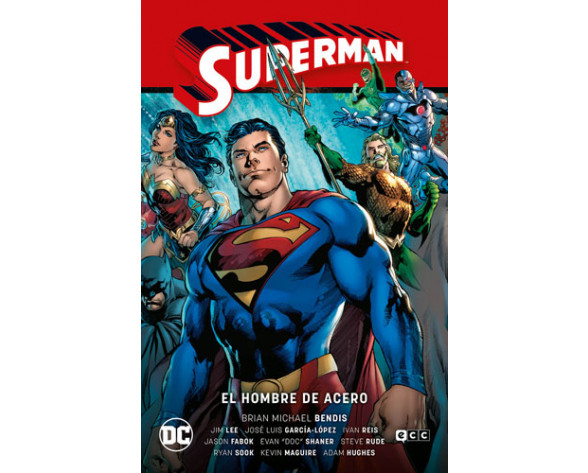 SUPERMAN
EL HOMBRE DE ACERO
BRIAN MICHAEL BENDIS
JIM LEE JOSÉ LUIS GARCÍA-LÓPEZ IVAN REIS
JASON FABOK EVAN "DOC" SHANER STEVE RUDE
RYAN SOOK KEVIN MAGUIRE ADAM HUGHES
DC
ecc